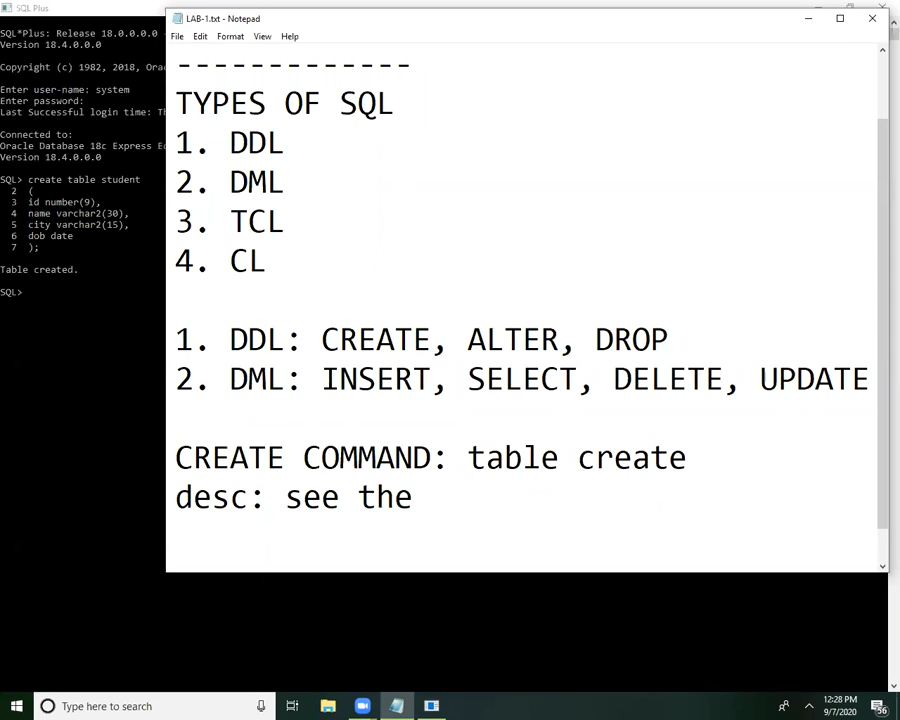 SQL Plus
SQL*Plus: Release 18.0.0.0.0
Version 18.4.0.0.0
Copyright (c) 1982, 2018,
Enter user-name: system
Enter password:
Last Successful login time:
Connected to:
Oracle Database 18c Express
Version 18.4.0.0.0
SQL> create table student
2 (
3 id number(9),
4 name varchar2(30),
5 city varchar2(15),
6 dob date
7 );
Table created.
SQL>
LAB-1.txt - Notepad
File Edit Format View Help
-------------
TYPES OF SQL
1. DDL
2. DML
3. TCL
4. CL
1. DDL: CREATE, ALTER, DROP
2. DML: INSERT, SELECT, DELETE, UPDATE
CREATE COMMAND: table create
desc: see the
Type here to search
12:28 PM
9/7/2020
56